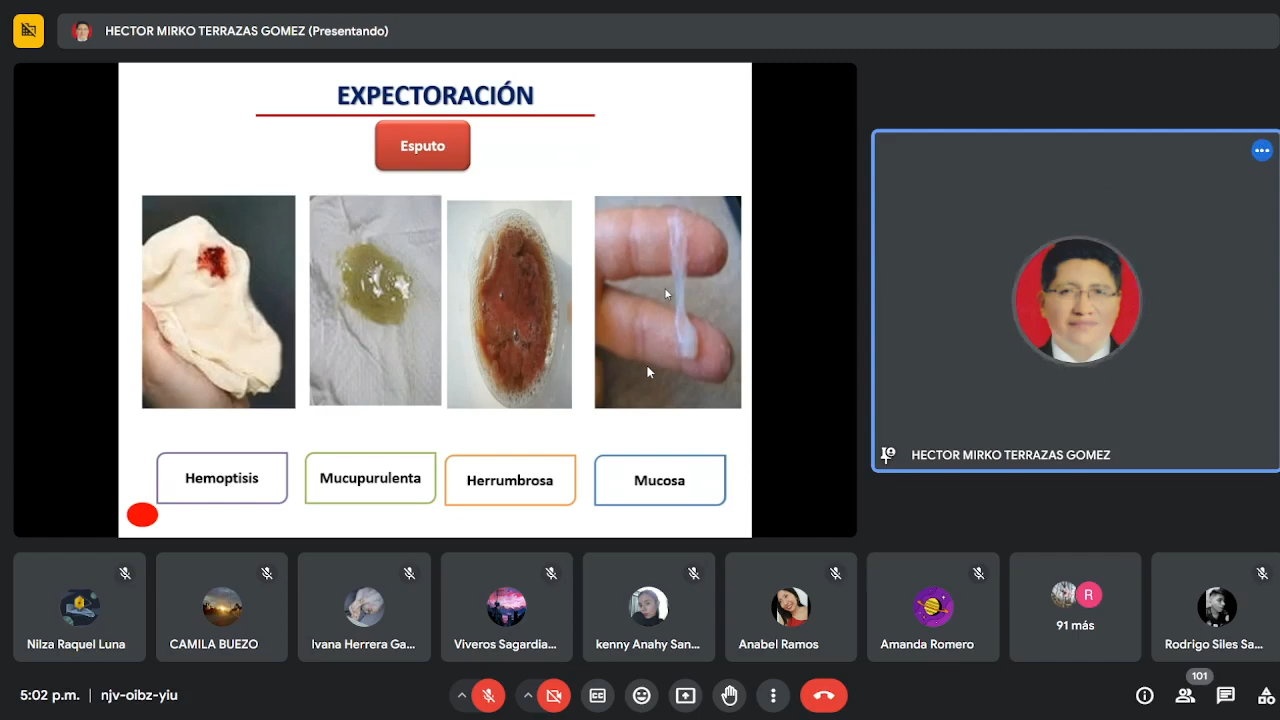 HECTOR MIRKO TERRAZAS GOMEZ (Presentando)
EXPECTORACIÓN
Esputo
Hemoptisis
Mucupurulenta
Herrumbrosa
Mucosa
HECTOR MIRKO TERRAZAS GOMEZ
Nilza Raquel Luna
CAMILA BUEZO
Ivana Herrera Ga...
Viveros Sagardia...
kenny Anahy San...
Anabel Ramos
Amanda Romero
R
91 más
Rodrigo Siles Sa...
5:02 p.m. | njv-oibz-yiu
CC
101